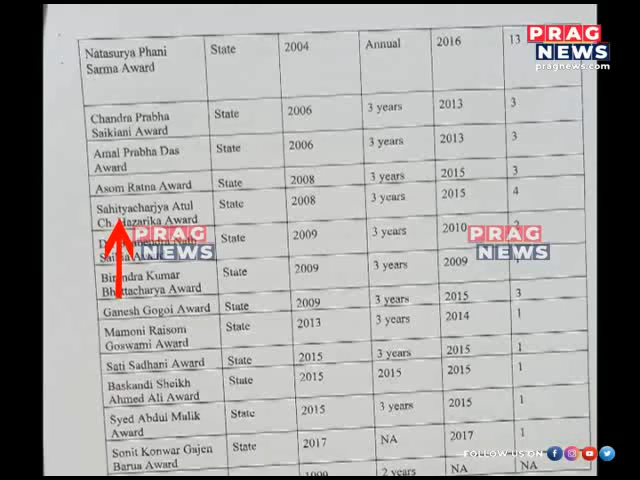 PRAG
NEWS
pragnews.com
Natasurya Phani State 2004 Annual 2016 13
Sarma Award
Chandra Prabha State 2006 3 years 2013 3
Saikiani Award
Amal Prabha Das State 2006 3 years 2013 3
Award
Asom Ratna Award State 2008 3 years 2015 3
Sahityacharjya Atul State 2008 3 years 2015 4
Ch. Hazarika Award
State 2009 3 years 2010
PRAG
NEWS
PRAG
NEWS
Birendra Kumar State 2009 3 years 2009
Bhattacharya Award
Ganesh Gogoi Award State 2009 3 years 2015 3
Mamoni Raisom State 2013 3 years 2014 1
Goswami Award
Sati Sadhani Award State 2015 3 years 2015 1
Baskandi Sheikh State 2015 2015 2015 1
Ahmed Ali Award
Syed Abdul Malik State 2015 3 years 2015 1
Award
Sonit Konwar Gajen State 2017 NA 2017 1
Barua Award
2 years NA NA
FOLLOW US ON